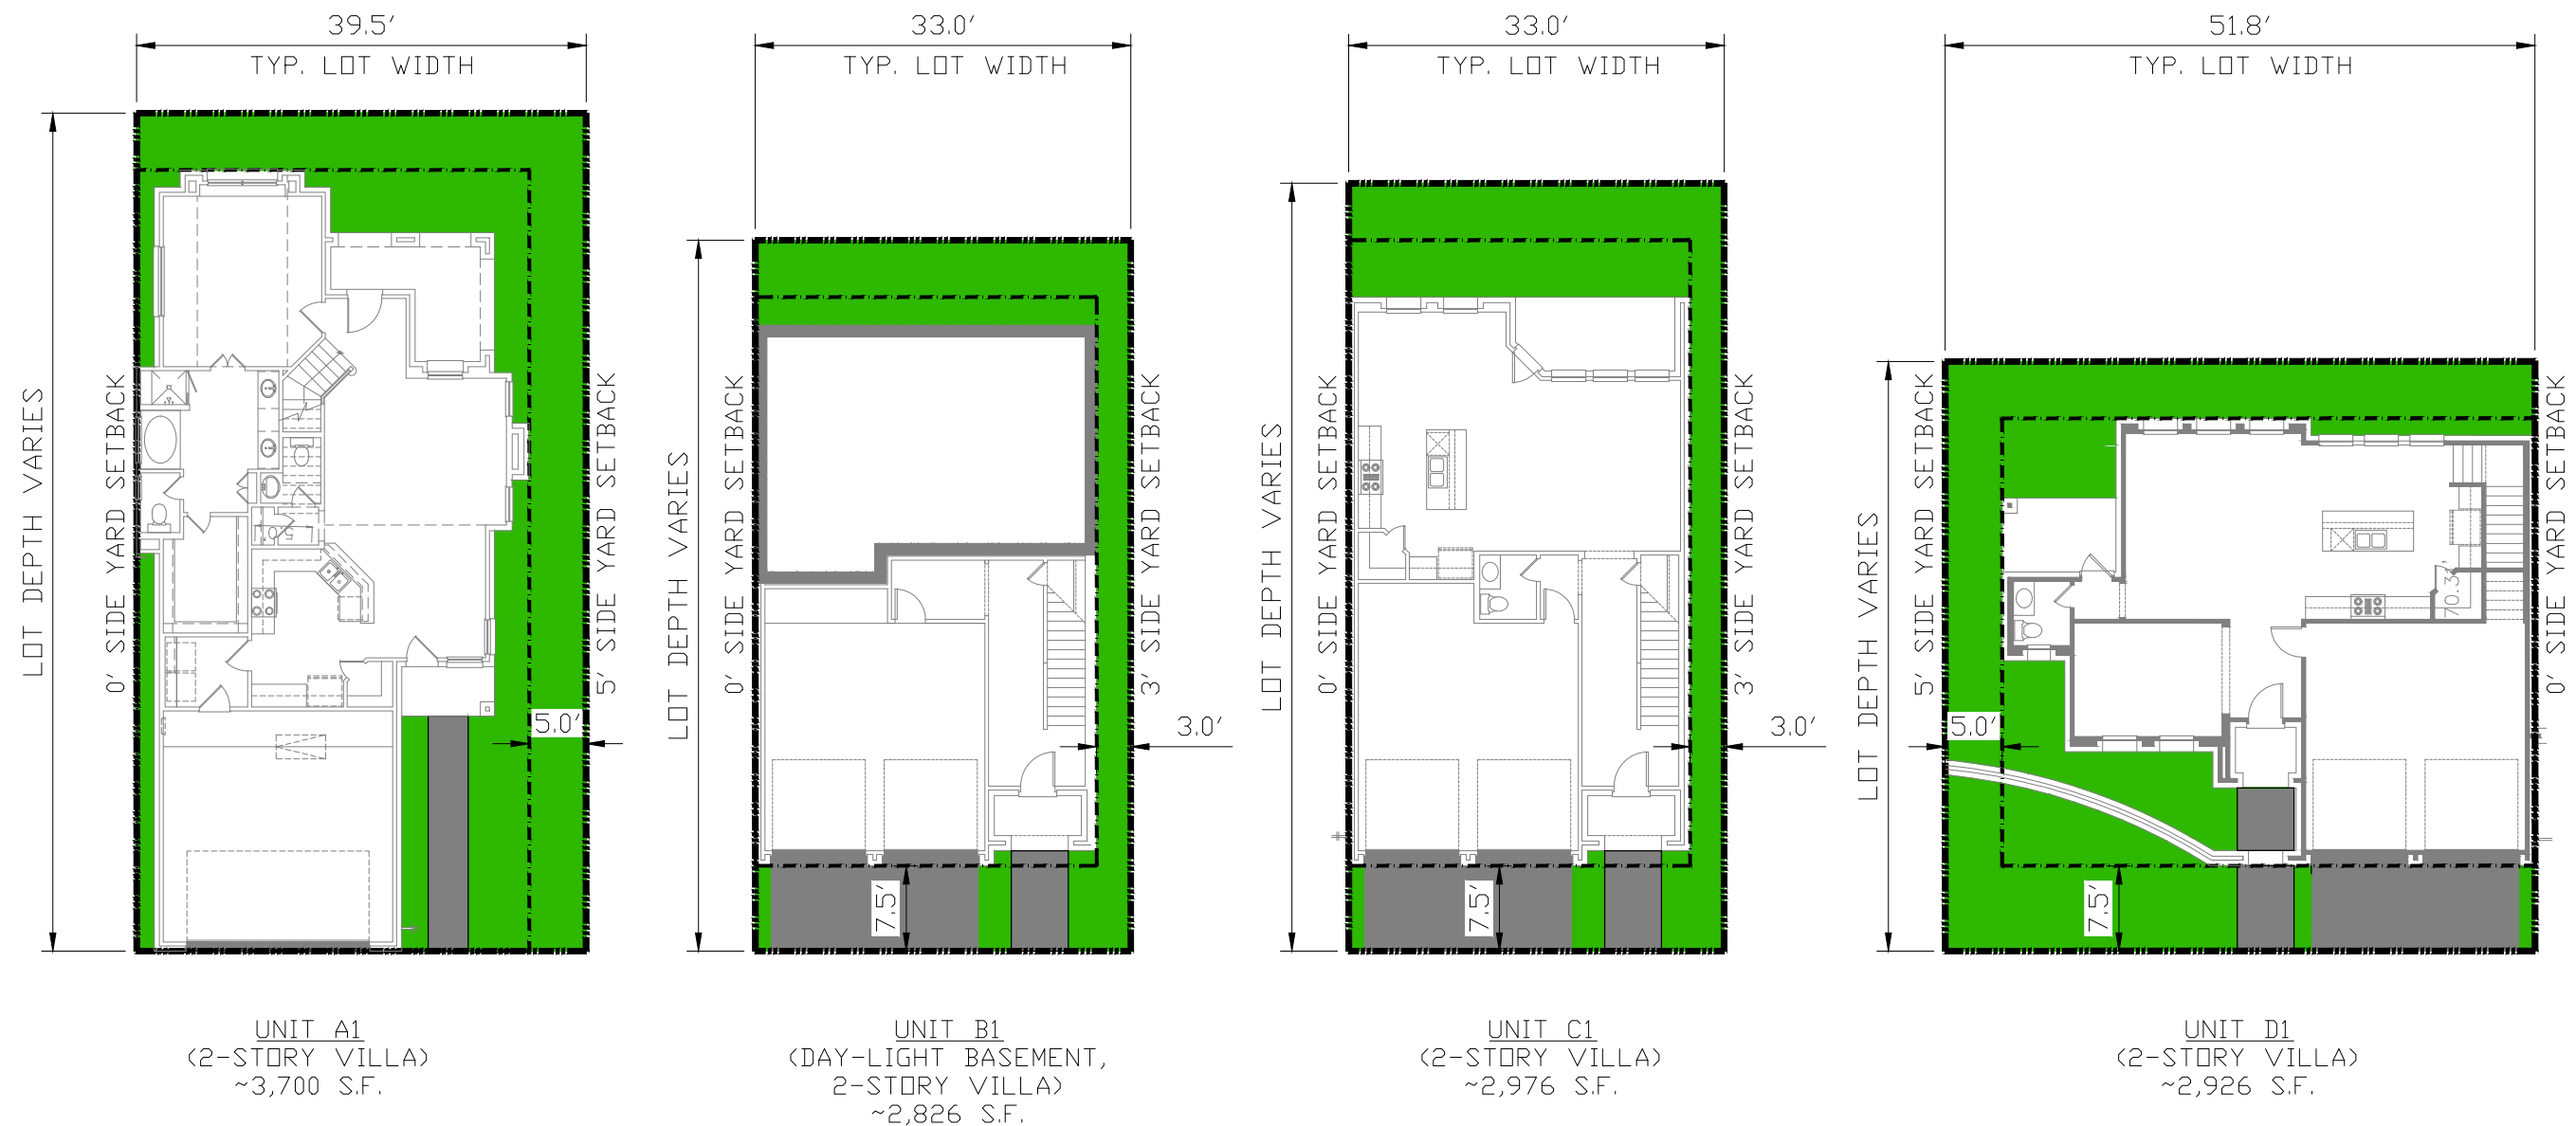 39.5'
TYP. LOT WIDTH
33.0'
TYP. LOT WIDTH
33.0'
TYP. LOT WIDTH
51.8'
TYP. LOT WIDTH
LOT DEPTH VARIES
0' SIDE YARD SETBACK
5' SIDE YARD SETBACK
5.0'
LOT DEPTH VARIES
0' SIDE YARD SETBACK
3' SIDE YARD SETBACK
3.0'
7.5'
LOT DEPTH VARIES
0' SIDE YARD SETBACK
3' SIDE YARD SETBACK
3.0'
7.5'
LOT DEPTH VARIES
5' SIDE YARD SETBACK
0' SIDE YARD SETBACK
5.0'
7.5'
UNIT A1
(2-STORY VILLA)
~3,700 S.F.
UNIT B1
(DAY-LIGHT BASEMENT,
2-STORY VILLA)
~2,826 S.F.
UNIT C1
(2-STORY VILLA)
~2,976 S.F.
UNIT D1
(2-STORY VILLA)
~2,926 S.F.